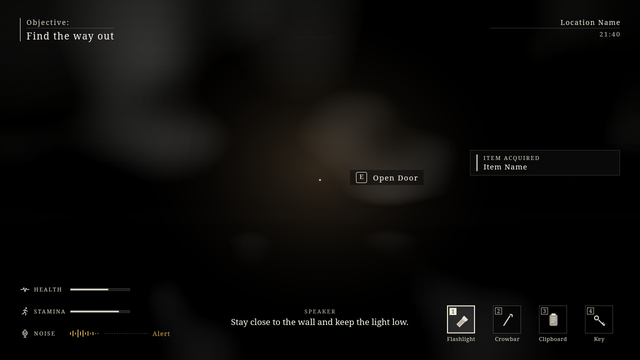 Objective:
Find the way out
Location Name
21:40
ITEM ACQUIRED
Item Name
E Open Door
HEALTH
STAMINA
NOISE
Alert
SPEAKER
Stay close to the wall and keep the light low.
1
Flashlight
2
Crowbar
3
Clipboard
4
Key